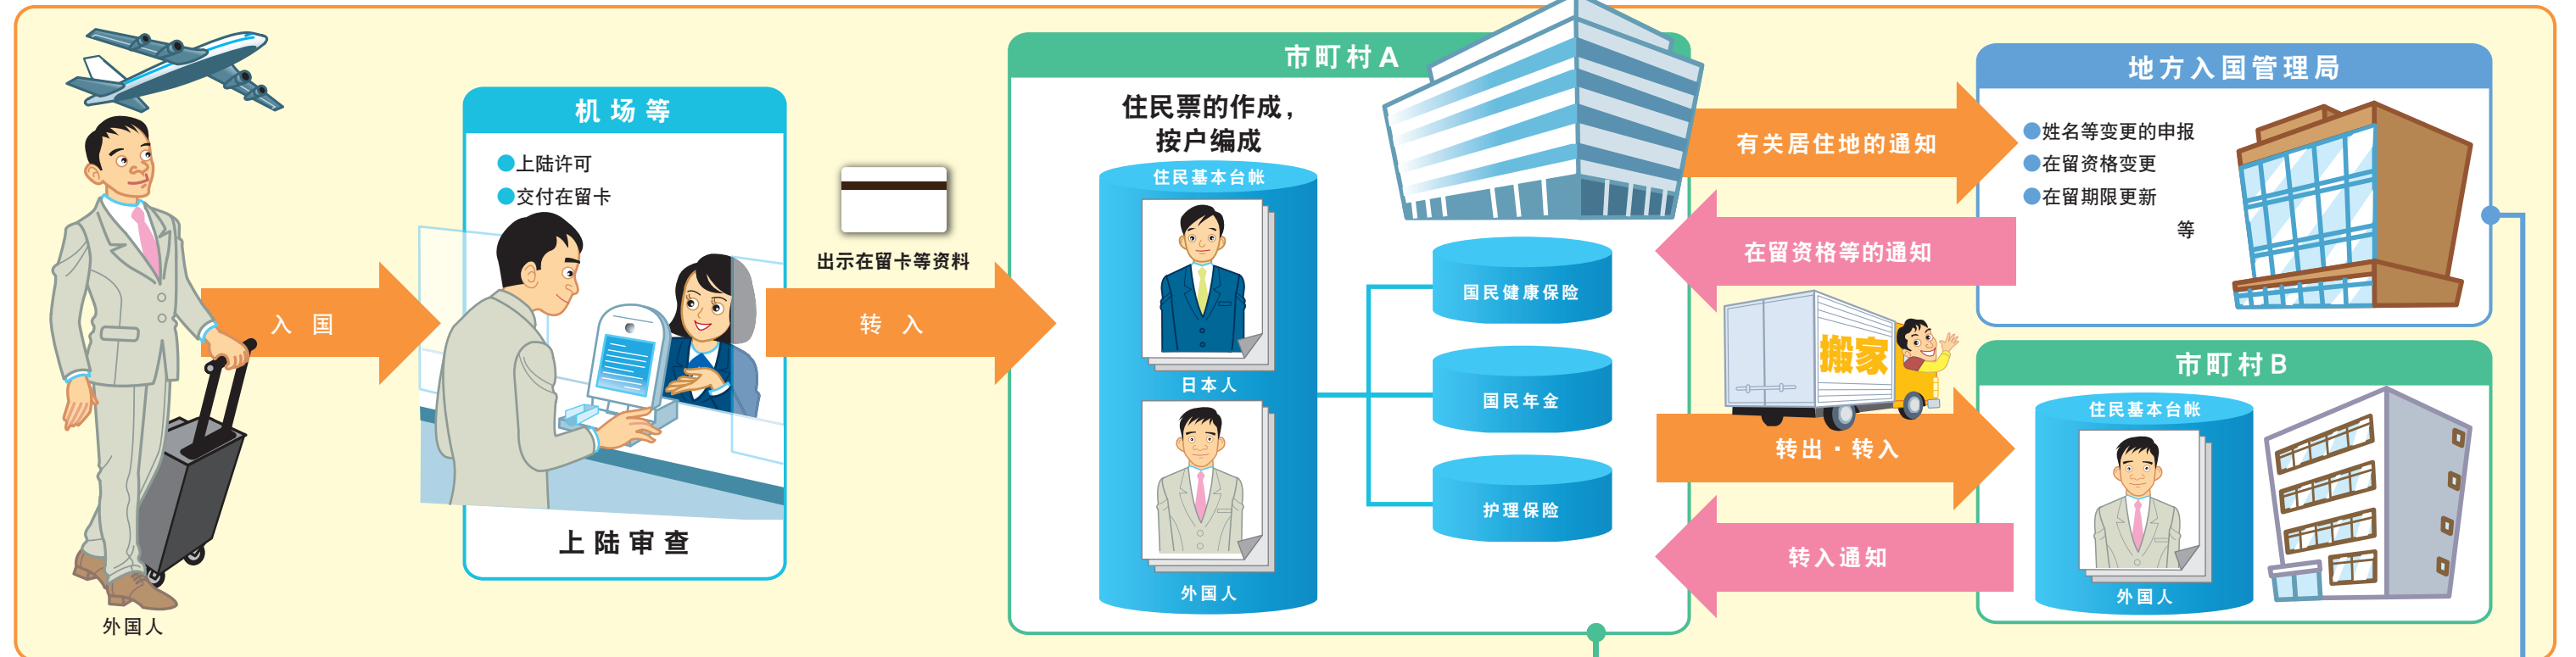 外国人
入国
机场等
上陆许可
交付在留卡
上陆审查
出示在留卡等资料
转入
市町村A
住民票的作成，
按户编成
住民基本台帐
日本人
外国人
国民健康保险
国民年金
护理保险
有关居住地的通知
在留资格等的通知
搬家
转出·转入
转入通知
地方入国管理局
姓名等变更的申报
在留资格变更
在留期限更新
等
市町村B
住民基本台帐
外国人